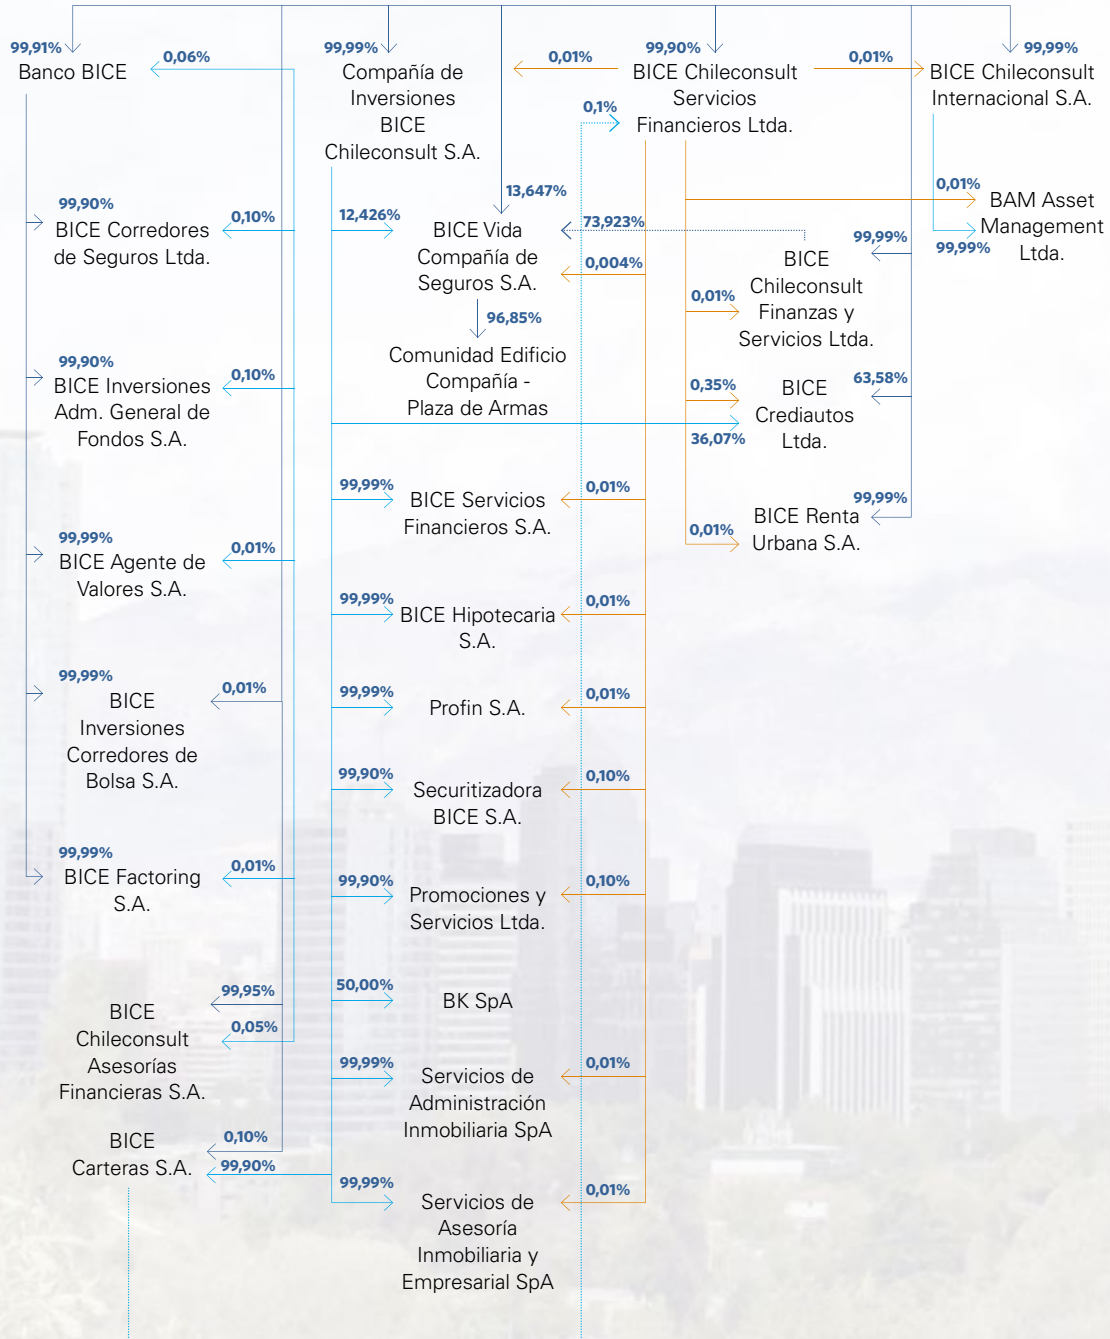 99,91%
Banco BICE
0,06%
99,99%
Compañía de
Inversiones
BICE
Chileconsult S.A.
0,01%
99,90%
BICE Chileconsult
Servicios
Financieros Ltda.
0,01%
99,99%
BICE Chileconsult
Internacional S.A.
0,1%
99,90%
BICE Corredores
de Seguros Ltda.
0,10%
12,426%
13,647%
BICE Vida
Compañía de
Seguros S.A.
73,923%
0,004%
96,85%
Comunidad Edificio
Compañía -
Plaza de Armas
0,01%
BAM Asset
Management
Ltda.
99,99%
99,99%
BICE
Chileconsult
Finanzas y
Servicios Ltda.
0,01%
99,90%
BICE Inversiones
Adm. General de
Fondos S.A.
0,10%
0,35%
BICE
Crediautos
Ltda.
63,58%
36,07%
99,99%
BICE Servicios
Financieros S.A.
0,01%
99,99%
BICE Renta
Urbana S.A.
0,01%
99,99%
BICE Agente de
Valores S.A.
0,01%
99,99%
BICE Hipotecaria
S.A.
0,01%
99,99%
BICE
Inversiones
Corredores de
Bolsa S.A.
0,01%
99,99%
Profin S.A.
0,01%
99,90%
Securitizadora
BICE S.A.
0,10%
99,99%
BICE Factoring
S.A.
0,01%
99,90%
Promociones y
Servicios Ltda.
0,10%
99,95%
BICE
Chileconsult
Asesorías
Financieras S.A.
0,05%
50,00%
BK SpA
99,99%
Servicios de
Administración
Inmobiliaria SpA
0,01%
BICE
Carteras S.A.
0,10%
99,90%
99,99%
Servicios de
Asesoría
Inmobiliaria y
Empresarial SpA
0,01%